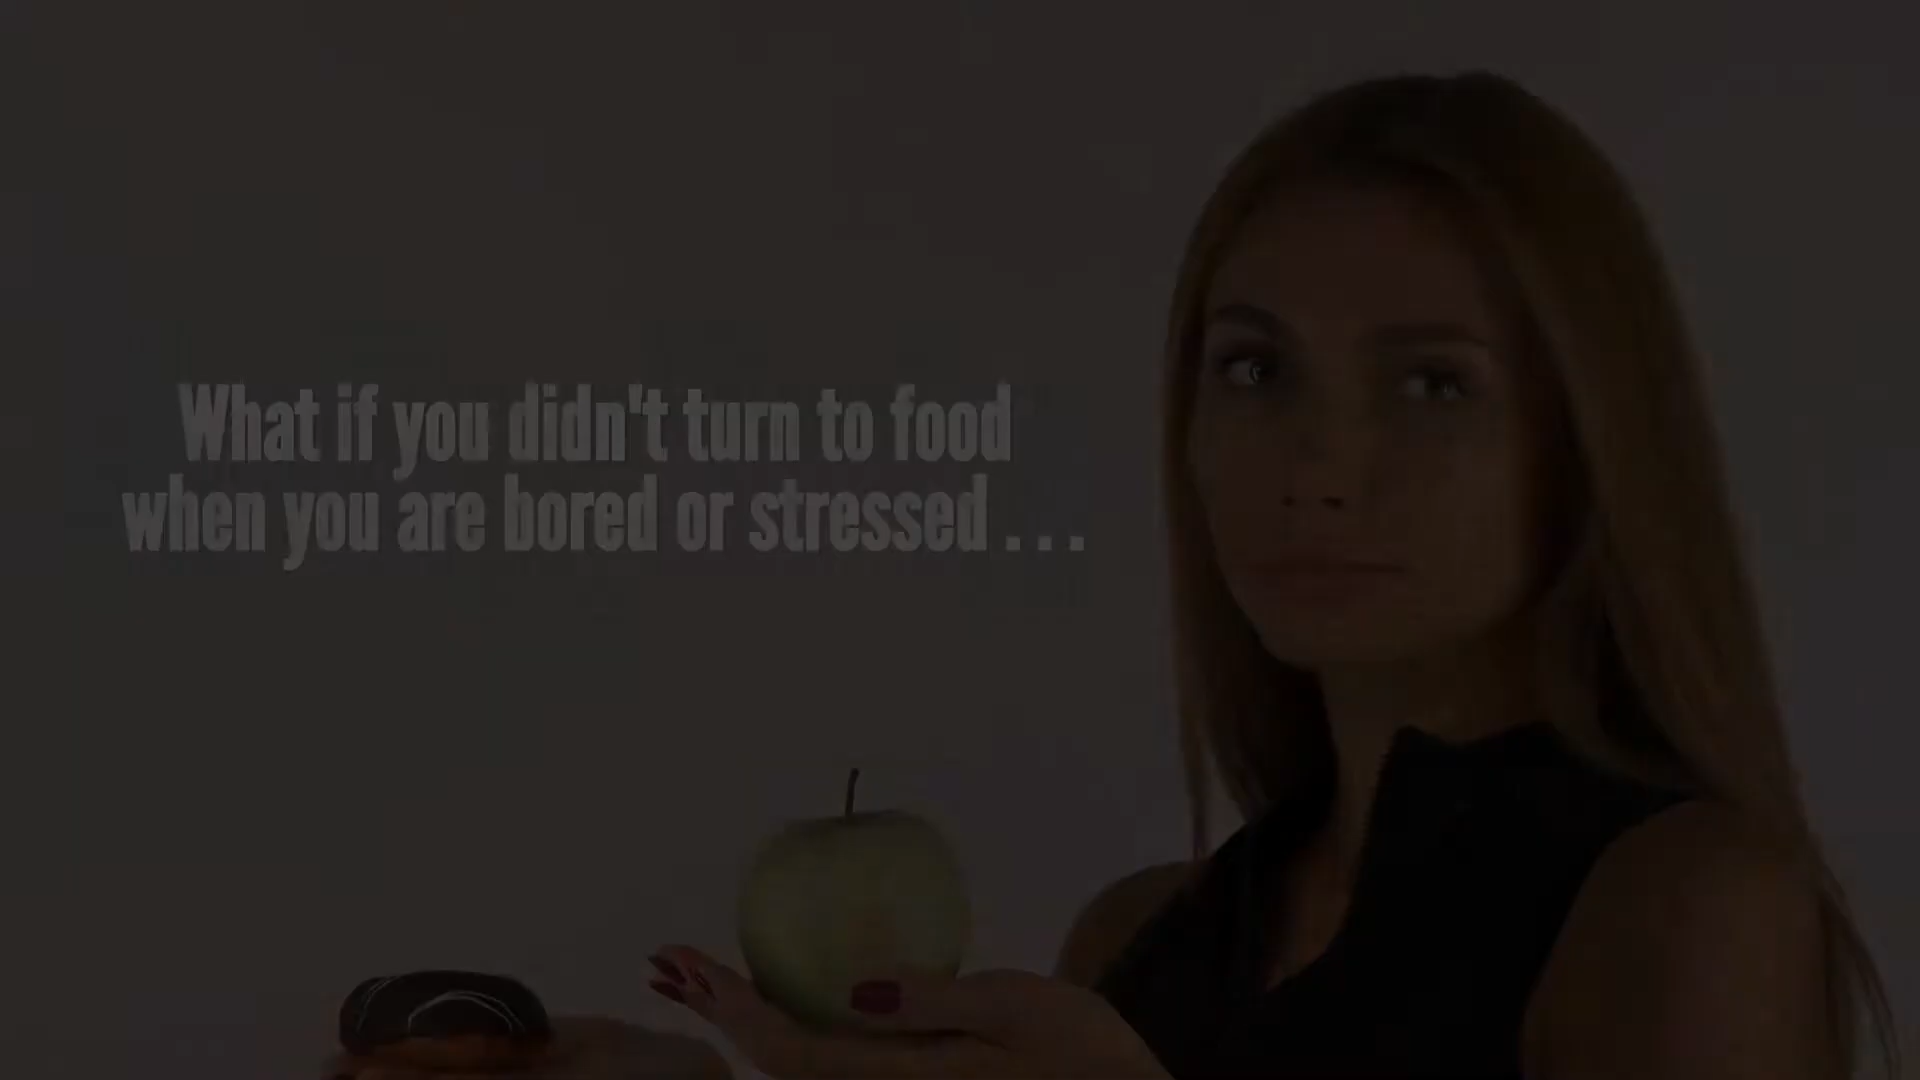 What if you didn't turn to food
when you are bored or stressed . . .